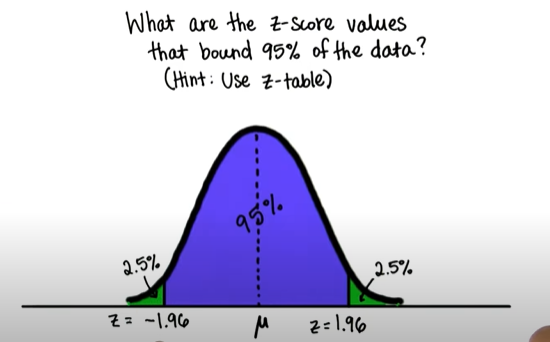 What are the z-score values
that bound 95% of the data?
(Hint: Use z-table)
95%
2.5%
2.5%
z = -1.96
μ
z = 1.96